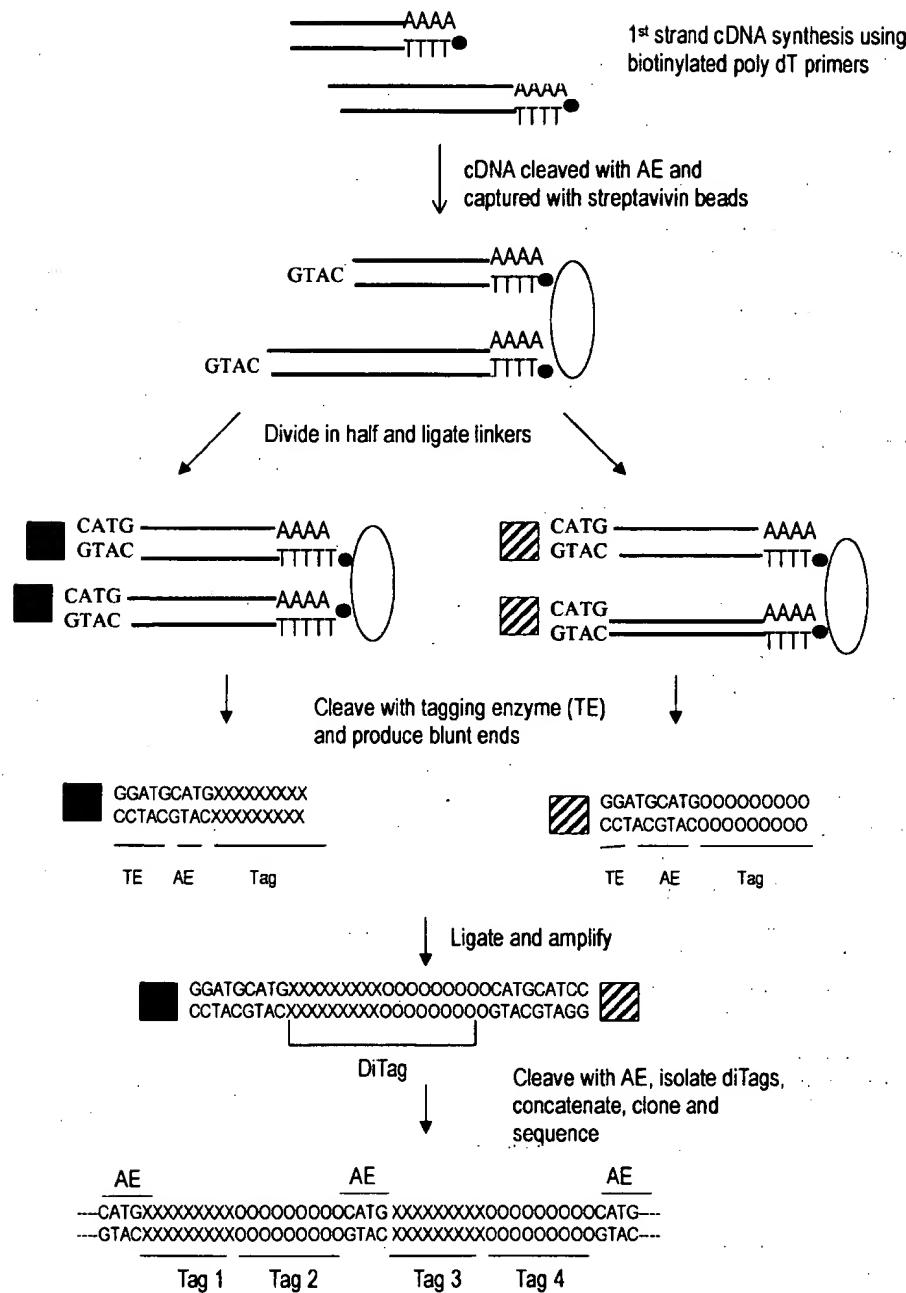 AAAA
TTTT
1st strand cDNA synthesis using
biotinylated poly dT primers
AAAA
TTTT
cDNA cleaved with AE and
captured with streptavivin beads
AAAA
GTAC
TTTT
AAAA
GTAC
TTTT
Divide in half and ligate linkers
CATG AAAA
GTAC TTTTT
CATG AAAA
GTAC TTTTT
CATG AAAA
GTAC TTTT
CATG AAAA
GTAC TTTT
Cleave with tagging enzyme (TE)
and produce blunt ends
GGATGCATGXXXXXXXXX
CCTACGTACXXXXXXXXX
TE AE Tag
GGATGCATGOOOOOOOOO
CCTACGTACOOOOOOOOO
TE AE Tag
Ligate and amplify
GGATGCATGXXXXXXXXXOOOOOOOOOCATGCATCC
CCTACGTACXXXXXXXXXOOOOOOOOOGTACGTAGG
DiTag
Cleave with AE, isolate diTags,
concatenate, clone and
sequence
AE AE AE
----CATGXXXXXXXXXOOOOOOOOOCATG XXXXXXXXXOOOOOOOOOCATG----
----GTACXXXXXXXXXOOOOOOOOOGTAC XXXXXXXXXOOOOOOOOOGTAC----
Tag 1 Tag 2 Tag 3 Tag 4